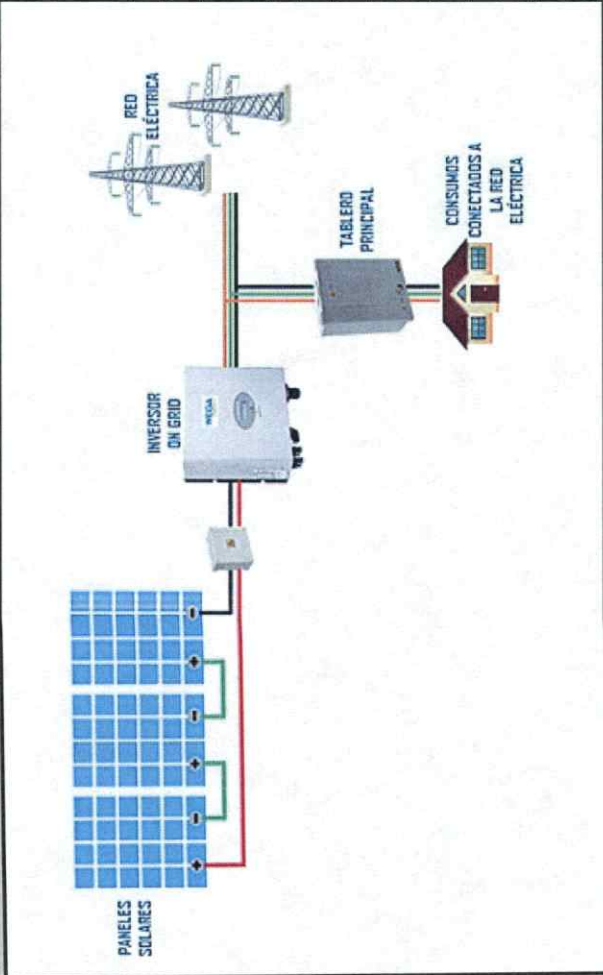 PANELES
SOLARES
+
-
+
-
+
-
INVERSOR
ON GRID
RED
ELÉCTRICA
TABLERO
PRINCIPAL
CONSUMOS
CONECTADOS A
LA RED
ELÉCTRICA